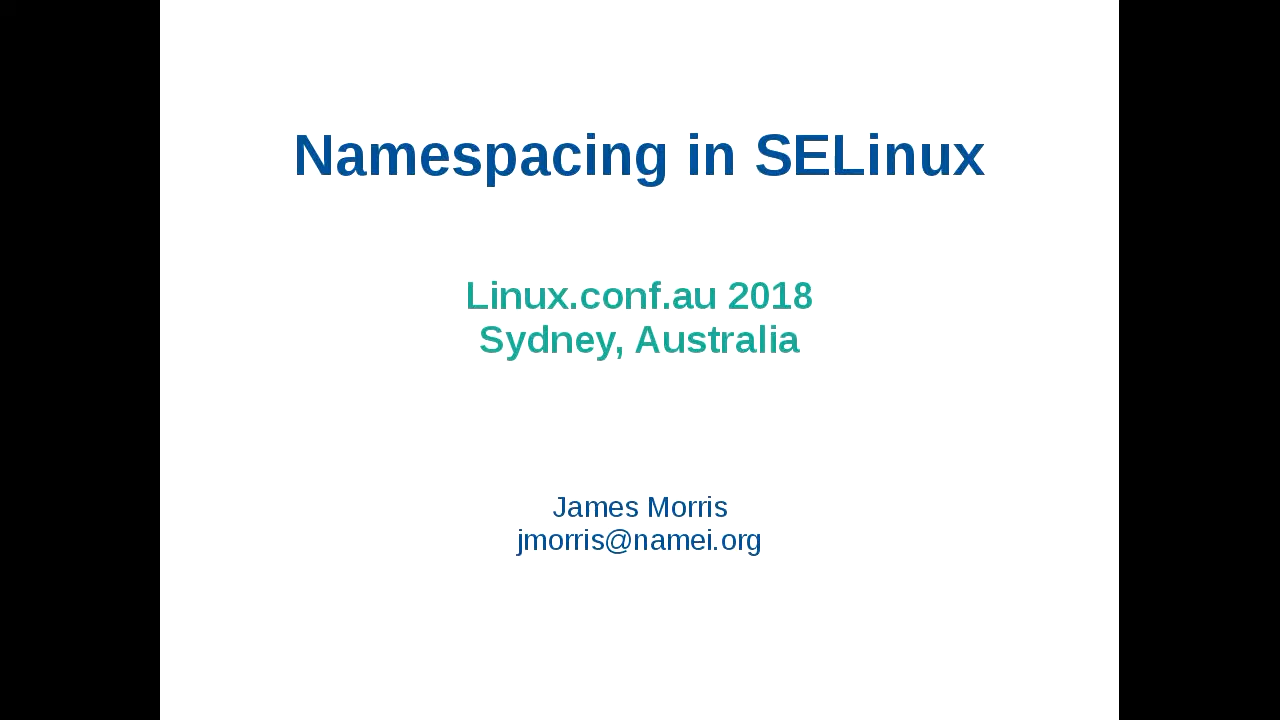 Namespacing in SELinux
Linux.conf.au 2018
Sydney, Australia
James Morris
jmorris@namei.org